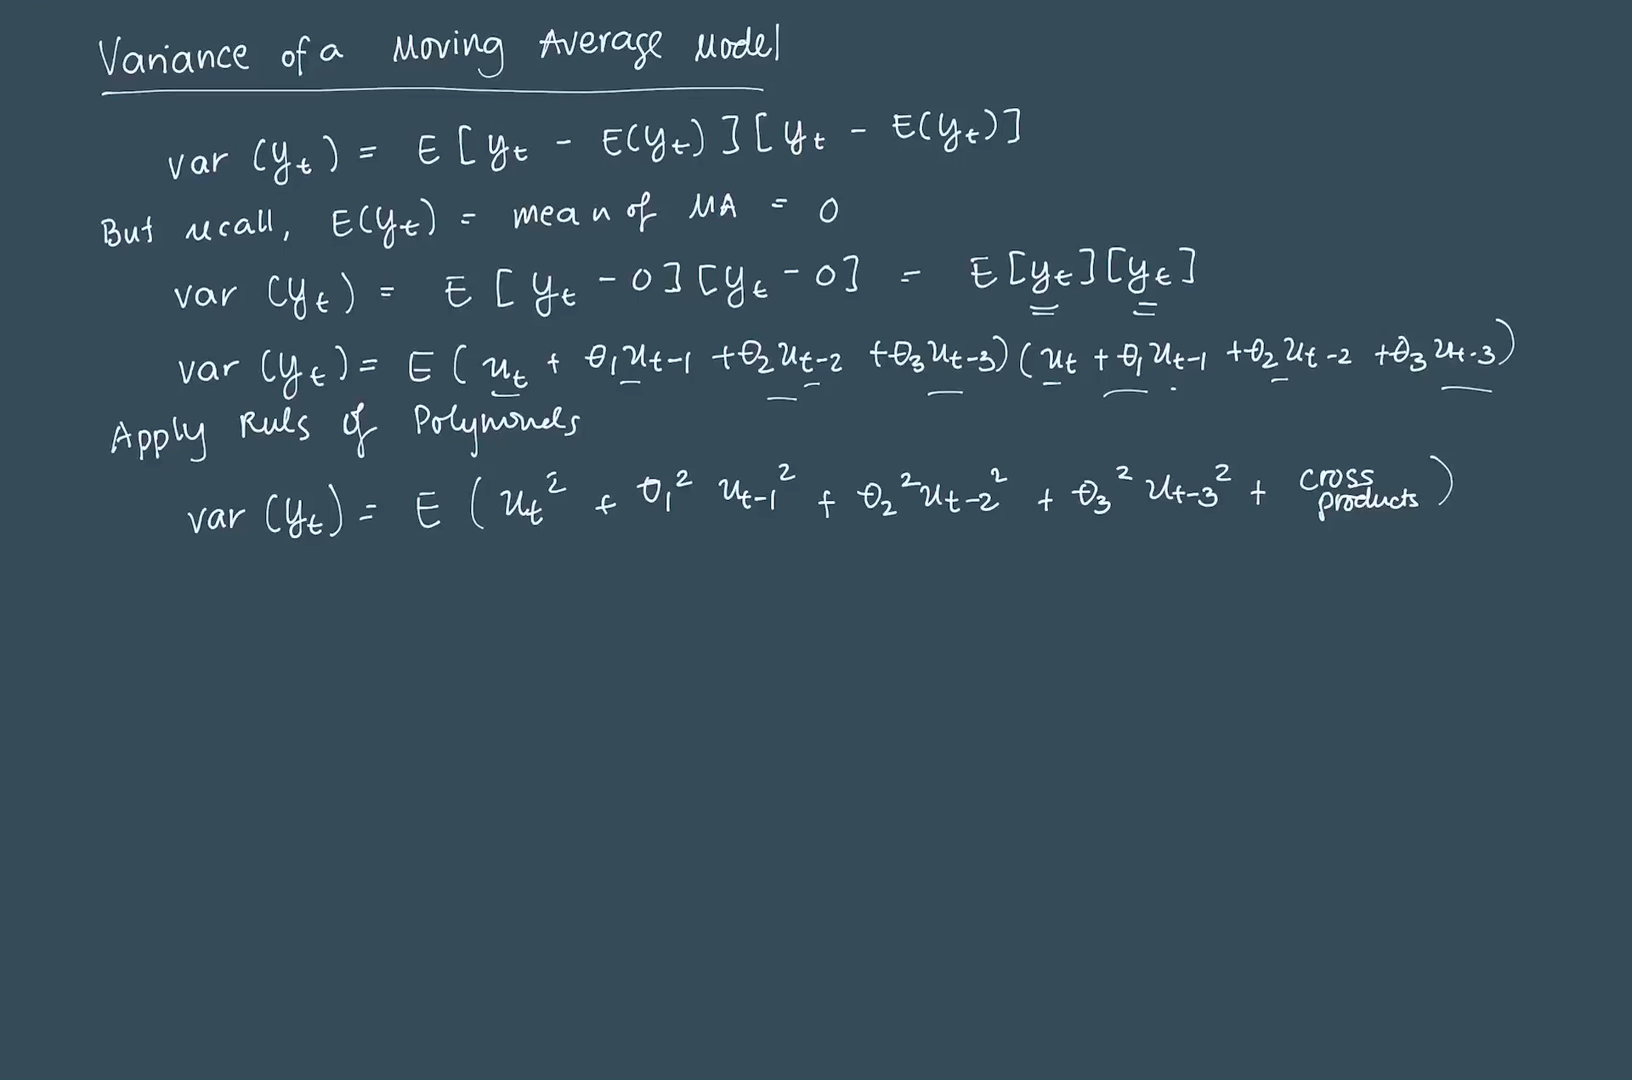 Variance of a Moving Average Model
var (yₜ) = E [yₜ - E(yₜ)][yₜ - E(yₜ)]
But recall, E(yₜ) = mean of MA = 0
var (yₜ) = E [yₜ - 0][yₜ - 0] = E[yₜ][yₜ]
var (yₜ) = E (uₜ + θ₁uₜ₋₁ + θ₂uₜ₋₂ + θ₃uₜ₋₃)(uₜ + θ₁uₜ₋₁ + θ₂uₜ₋₂ + θ₃uₜ₋₃)
Apply Ruls of Polynomials
var (yₜ) = E (uₜ² + θ₁² uₜ₋₁² + θ₂² uₜ₋₂² + θ₃² uₜ₋₃² + cross products)